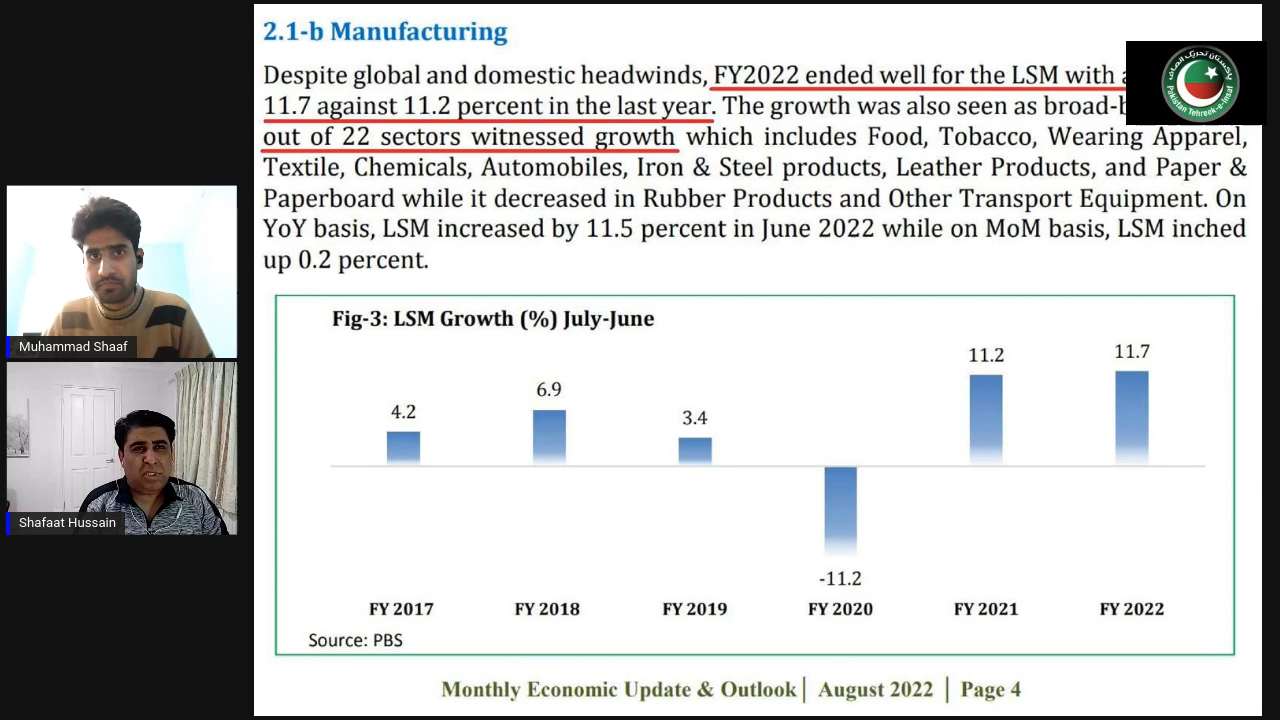 2.1-b Manufacturing
Despite global and domestic headwinds, FY2022 ended well for the LSM with
11.7 against 11.2 percent in the last year. The growth was also seen as
out of 22 sectors witnessed growth which includes Food, Tobacco, Wearing Apparel,
Textile, Chemicals, Automobiles, Iron & Steel products, Leather Products, and Paper &
Paperboard while it decreased in Rubber Products and Other Transport Equipment. On
YoY basis, LSM increased by 11.5 percent in June 2022 while on MoM basis, LSM inched
up 0.2 percent.
پاکستان تحریک انصاف
Pakistan Tehreek-e-Insaf
Muhammad Shaaf
Shafaat Hussain
Fig-3: LSM Growth (%) July-June
4.2
6.9
3.4
-11.2
11.2
11.7
FY 2017 FY 2018 FY 2019 FY 2020 FY 2021 FY 2022
Source: PBS
Monthly Economic Update & Outlook│ August 2022 │ Page 4